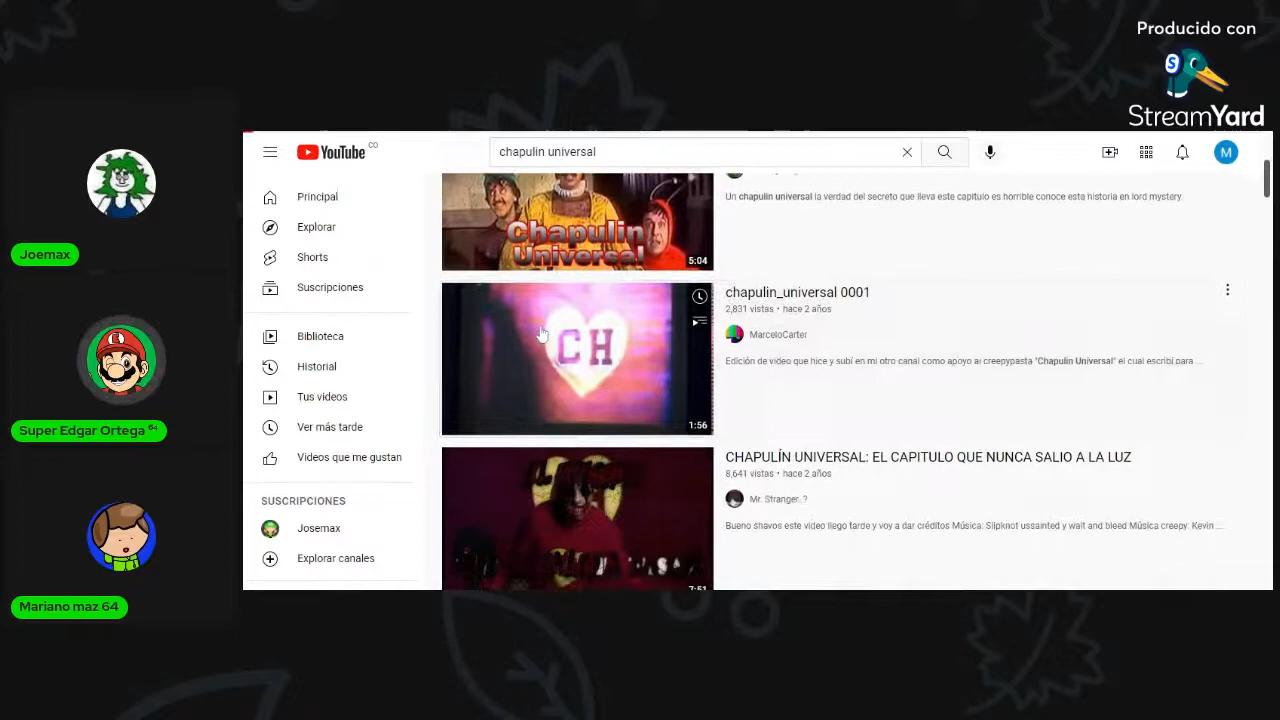 Producido con
StreamYard
Joemax
Super Edgar Ortega 64
Mariano maz 64
YouTube CO
chapulin universal
M
Principal
Explorar
Shorts
Suscripciones
Biblioteca
Historial
Tus videos
Ver más tarde
Videos que me gustan
SUSCRIPCIONES
Josemax
Explorar canales
Chapulin
Universal
5:04
Un chapulin universal la verdad del secreto que lleva este capitulo es horrible conoce este historia en lord mystery.
CH
1:56
chapulin_universal 0001
2,831 vistas • hace 2 años
MarceloCarter
Edición de video que hice y subí en mi otro canal como apoyo al creepypasta "Chapulin Universal" el cual escribí para ...
7:51
CHAPULÍN UNIVERSAL: EL CAPITULO QUE NUNCA SALIO A LA LUZ
8,641 vistas • hace 2 años
Mr. Stranger..?
Bueno shavos este video llego tarde y voy a dar créditos Música: Slipknot ussainted y wait and bleed Música creepy: Kevin ...